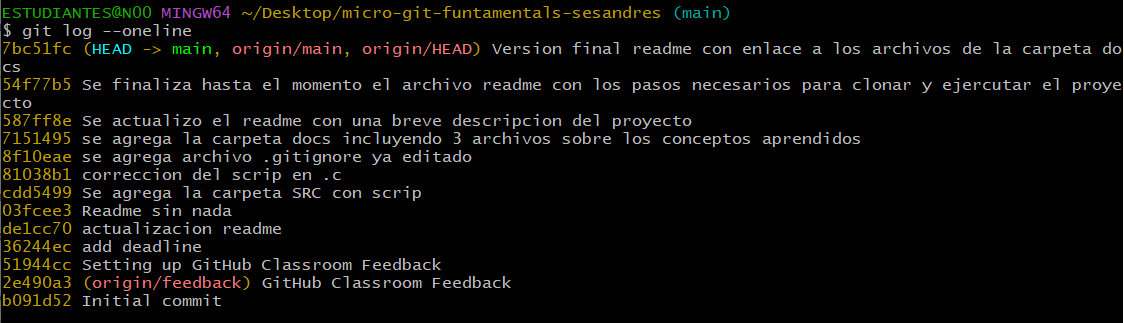 ESTUDIANTES@N00 MINGW64 ~/Desktop/micro-git-funtamentals-sesandres (main)
$ git log --oneline
7bc51fc (HEAD -> main, origin/main, origin/HEAD) Version final readme con enlace a los archivos de la carpeta do
cs
54f77b5 Se finaliza hasta el momento el archivo readme con los pasos necesarios para clonar y ejercutar el proye
cto
587ff8e Se actualizo el readme con una breve descripcion del proyecto
7151495 se agrega la carpeta docs incluyendo 3 archivos sobre los conceptos aprendidos
8f10eae se agrega archivo .gitignore ya editado
81038b1 correccion del scrip en .c
cdd5499 Se agrega la carpeta SRC con scrip
03fcee3 Readme sin nada
de1cc70 actualizacion readme
36244ec add deadline
51944cc Setting up GitHub Classroom Feedback
2e490a3 (origin/feedback) GitHub Classroom Feedback
b091d52 Initial commit